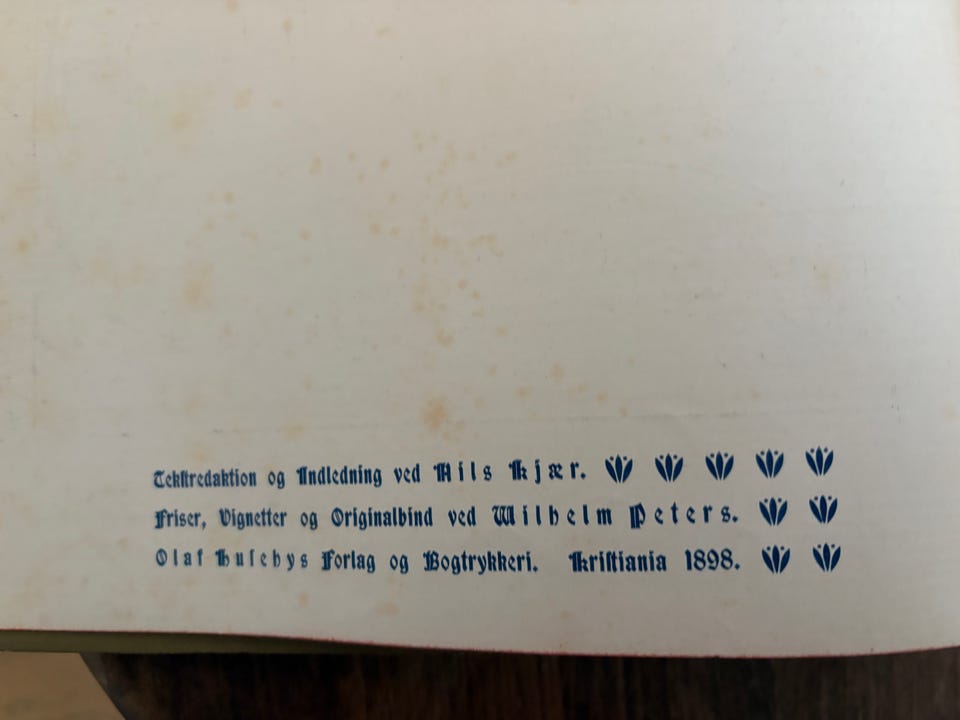 Tekstredaktion og Indledning ved Nils Kjær.
Friser, Vignetter og Originalbind ved Wilhelm Peters.
Olaf Husebys Forlag og Bogtrykkeri. Kristiania 1898.